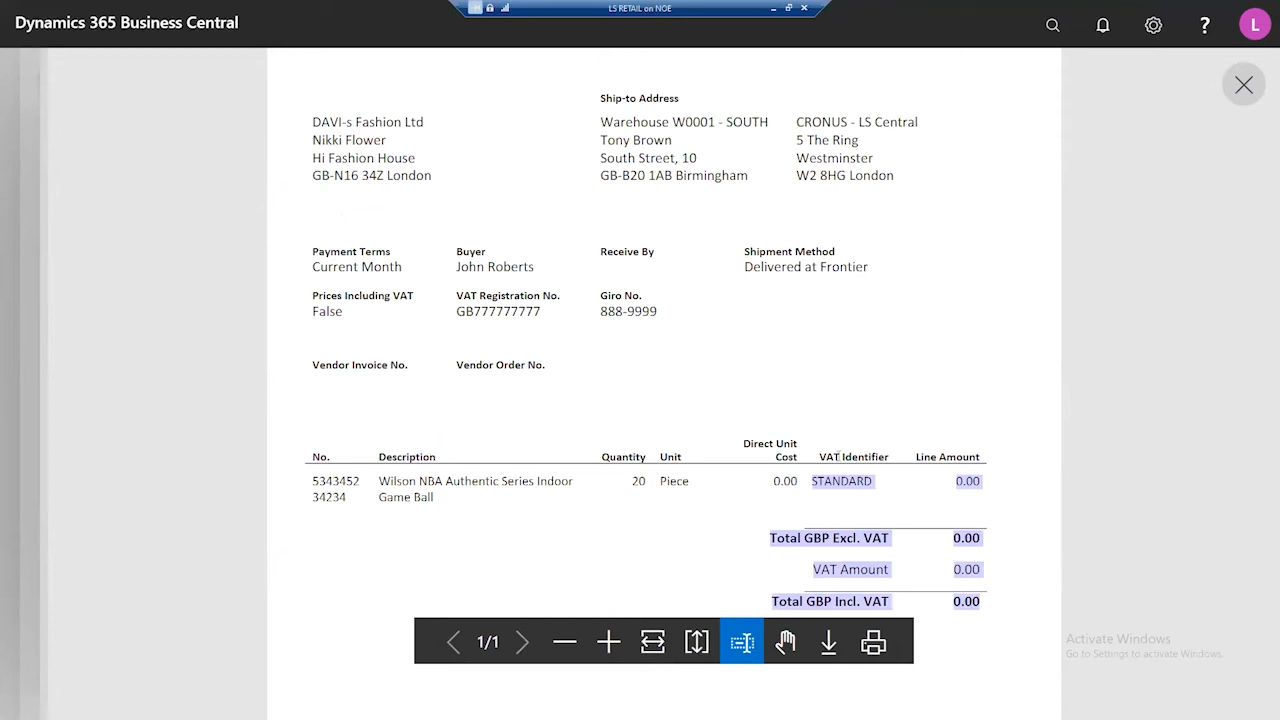 LS RETAIL on NOE
Dynamics 365 Business Central
?
L
Ship-to Address
DAVI-s Fashion Ltd
Nikki Flower
Hi Fashion House
GB-N16 34Z London
Warehouse W0001 - SOUTH
Tony Brown
South Street, 10
GB-B20 1AB Birmingham
CRONUS - LS Central
5 The Ring
Westminster
W2 8HG London
Payment Terms
Current Month
Buyer
John Roberts
Receive By
Shipment Method
Delivered at Frontier
Prices Including VAT
False
VAT Registration No.
GB777777777
Giro No.
888-9999
Vendor Invoice No.
Vendor Order No.
No. Description Quantity Unit Direct Unit Cost VAT Identifier Line Amount
5343452 Wilson NBA Authentic Series Indoor 20 Piece 0.00 STANDARD 0.00
34234 Game Ball
Total GBP Excl. VAT 0.00
VAT Amount 0.00
Total GBP Incl. VAT 0.00
1/1
Activate Windows
Go to Settings to activate Windows.